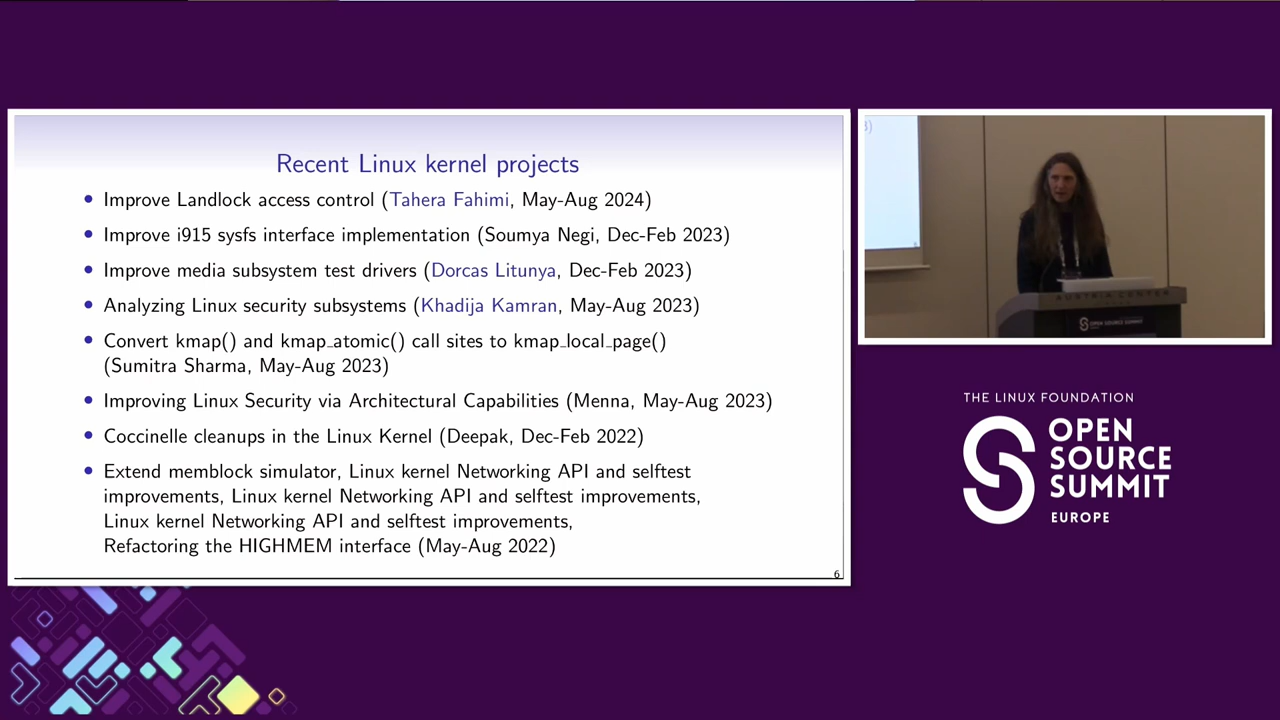 Recent Linux kernel projects
• Improve Landlock access control (Tahera Fahimi, May-Aug 2024)
• Improve i915 sysfs interface implementation (Soumya Negi, Dec-Feb 2023)
• Improve media subsystem test drivers (Dorcas Litunya, Dec-Feb 2023)
• Analyzing Linux security subsystems (Khadija Kamran, May-Aug 2023)
• Convert kmap() and kmap_atomic() call sites to kmap_local_page()
(Sumitra Sharma, May-Aug 2023)
• Improving Linux Security via Architectural Capabilities (Menna, May-Aug 2023)
• Coccinelle cleanups in the Linux Kernel (Deepak, Dec-Feb 2022)
• Extend memblock simulator, Linux kernel Networking API and selftest
improvements, Linux kernel Networking API and selftest improvements,
Linux kernel Networking API and selftest improvements,
Refactoring the HIGHMEM interface (May-Aug 2022)
6
3)
AUSTRIA CENTER
OPEN SOURCE SUMMIT
THE LINUX FOUNDATION
OPEN
SOURCE
SUMMIT
EUROPE